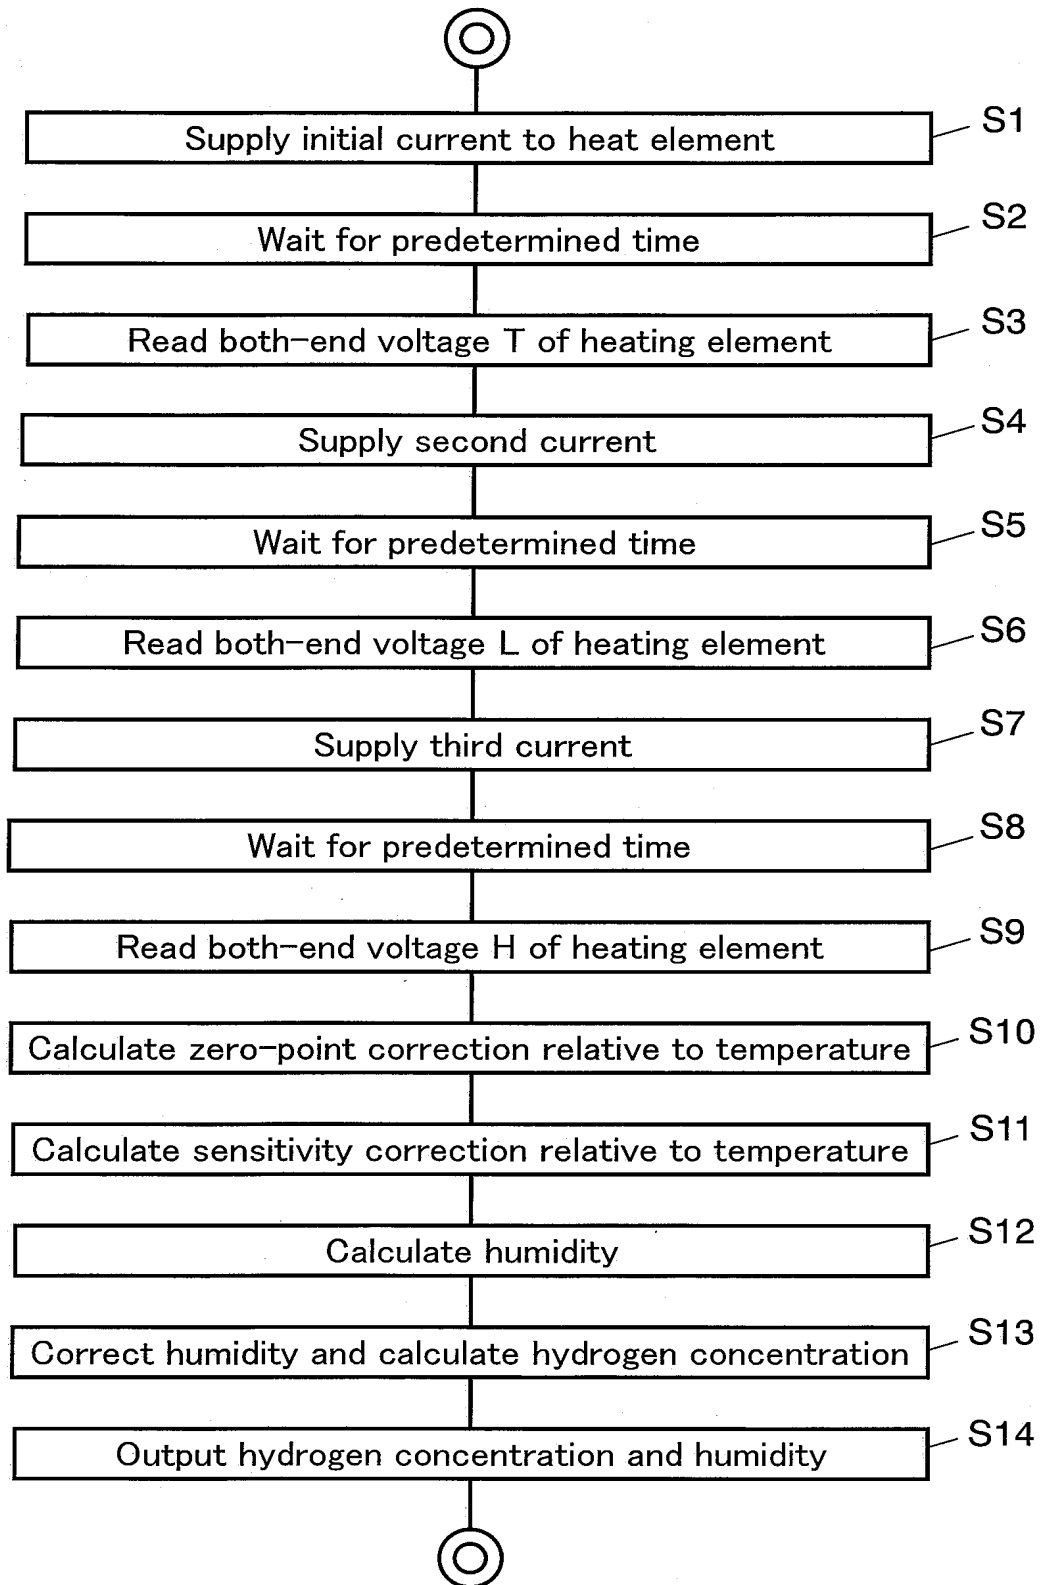 Supply initial current to heat element S1
Wait for predetermined time S2
Read both-end voltage T of heating element S3
Supply second current S4
Wait for predetermined time S5
Read both-end voltage L of heating element S6
Supply third current S7
Wait for predetermined time S8
Read both-end voltage H of heating element S9
Calculate zero-point correction relative to temperature S10
Calculate sensitivity correction relative to temperature S11
Calculate humidity S12
Correct humidity and calculate hydrogen concentration S13
Output hydrogen concentration and humidity S14